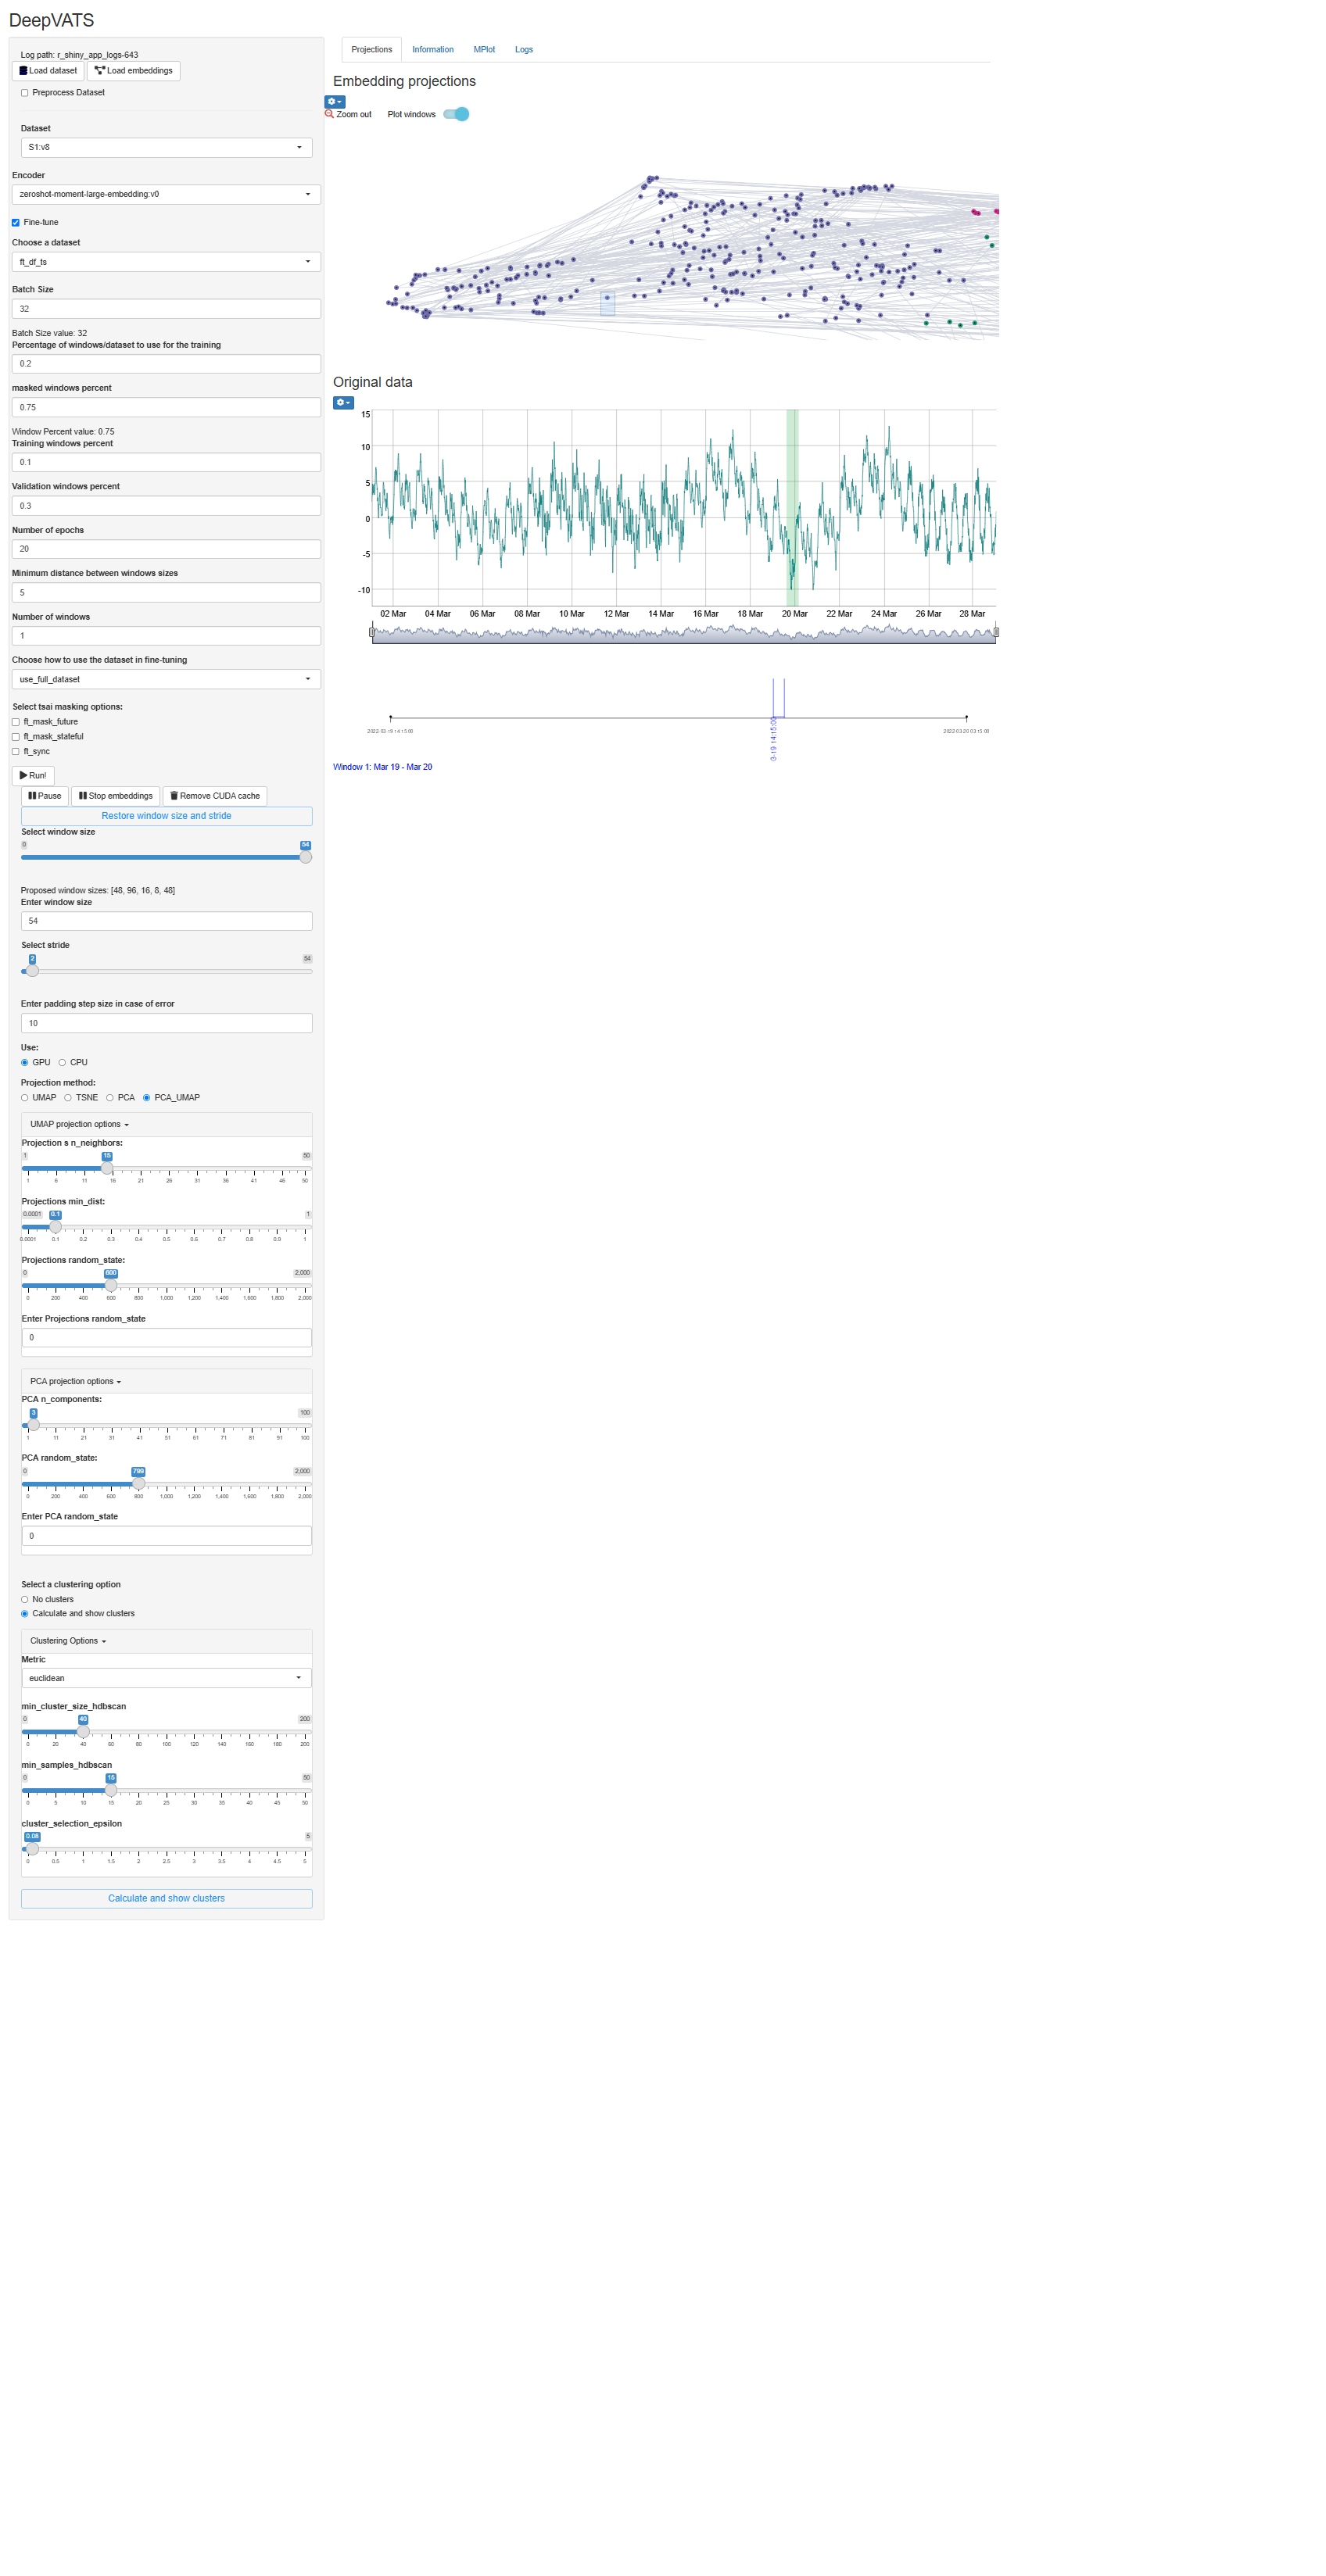 DeepVATS
Log path: r_shiny_app_logs-643
Load dataset Load embeddings
Preprocess Dataset
Dataset
S1:v8
Encoder
zeroshot-moment-large-embedding:v0
Fine-tune
Choose a dataset
ft_df_ts
Batch Size
32
Batch Size value: 32
Percentage of windows/dataset to use for the training
0.2
masked windows percent
0.75
Window Percent value: 0.75
Training windows percent
0.1
Validation windows percent
0.3
Number of epochs
20
Minimum distance between windows sizes
5
Number of windows
1
Choose how to use the dataset in fine-tuning
use_full_dataset
Select tsai masking options:
ft_mask_future
ft_mask_stateful
ft_sync
Run!
Pause Stop embeddings Remove CUDA cache
Restore window size and stride
Select window size
0 54
Proposed window sizes: [48, 96, 16, 8, 48]
Enter window size
54
Select stride
2 54
Enter padding step size in case of error
10
Use:
GPU CPU
Projection method:
UMAP TSNE PCA PCA_UMAP
UMAP projection options
Projection s n_neighbors:
1 15 50
1 6 11 16 21 26 31 36 41 46 50
Projections min_dist:
0.0001 0.1 1
0.0001 0.1 0.2 0.3 0.4 0.5 0.6 0.7 0.8 0.9 1
Projections random_state:
0 600 2,000
0 200 400 600 800 1,000 1,200 1,400 1,600 1,800 2,000
Enter Projections random_state
0
PCA projection options
PCA n_components:
3 100
1 11 21 31 41 51 61 71 81 91 100
PCA random_state:
0 799 2,000
0 200 400 600 800 1,000 1,200 1,400 1,600 1,800 2,000
Enter PCA random_state
0
Select a clustering option
No clusters
Calculate and show clusters
Clustering Options
Metric
euclidean
min_cluster_size_hdbscan
0 40 200
0 20 40 60 80 100 120 140 160 180 200
min_samples_hdbscan
0 15 50
0 5 10 15 20 25 30 35 40 45 50
cluster_selection_epsilon
0.08 5
0 0.5 1 1.5 2 2.5 3 3.5 4 4.5 5
Calculate and show clusters
Projections Information MPlot Logs
Embedding projections
Zoom out Plot windows
Original data
15
10
5
0
-5
-10
02 Mar 04 Mar 06 Mar 08 Mar 10 Mar 12 Mar 14 Mar 16 Mar 18 Mar 20 Mar 22 Mar 24 Mar 26 Mar 28 Mar
Window 1: Mar 19 - Mar 20